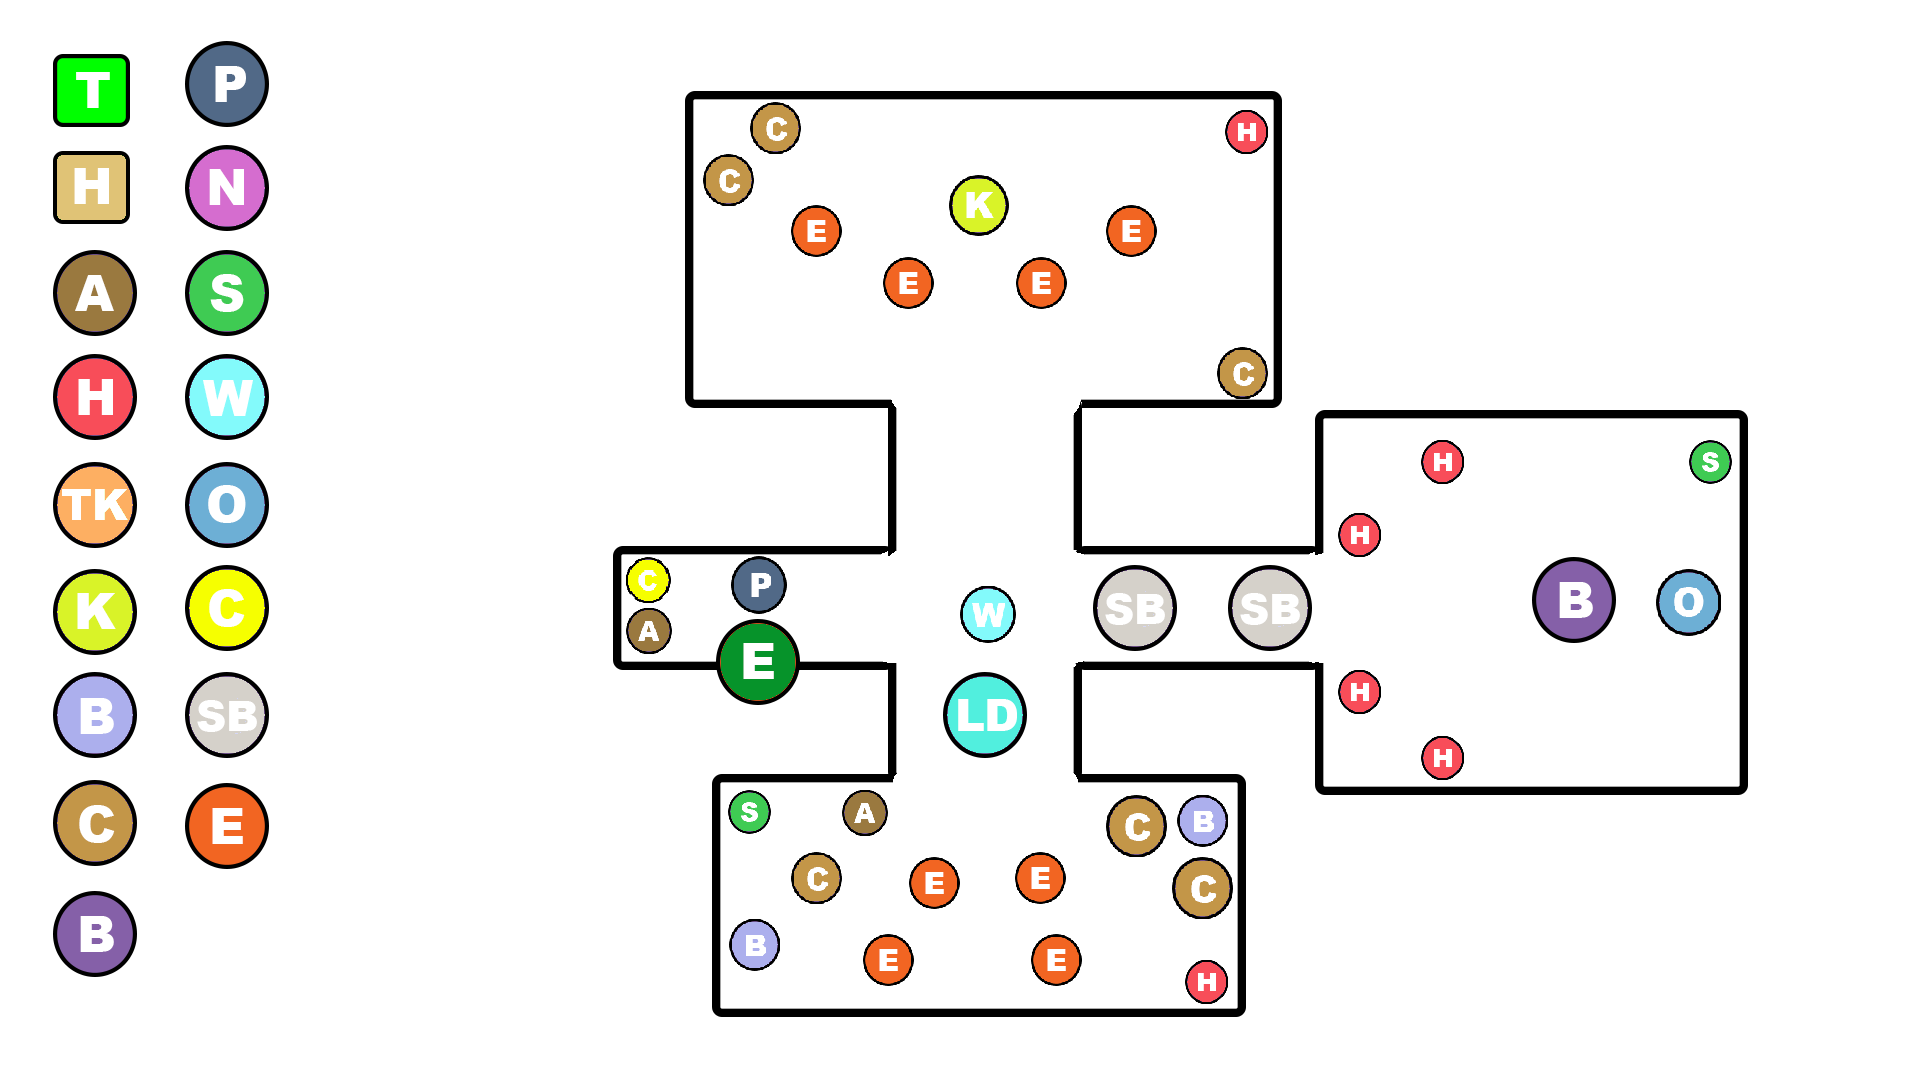 T P
H N
A S
H W
TK O
K C
B SB
C E
B
C H
C K
E E
E E
C
C P
A E
W SB SB
LD
H S
H
B O
H
H
S A C B
C E E C
B E E
H